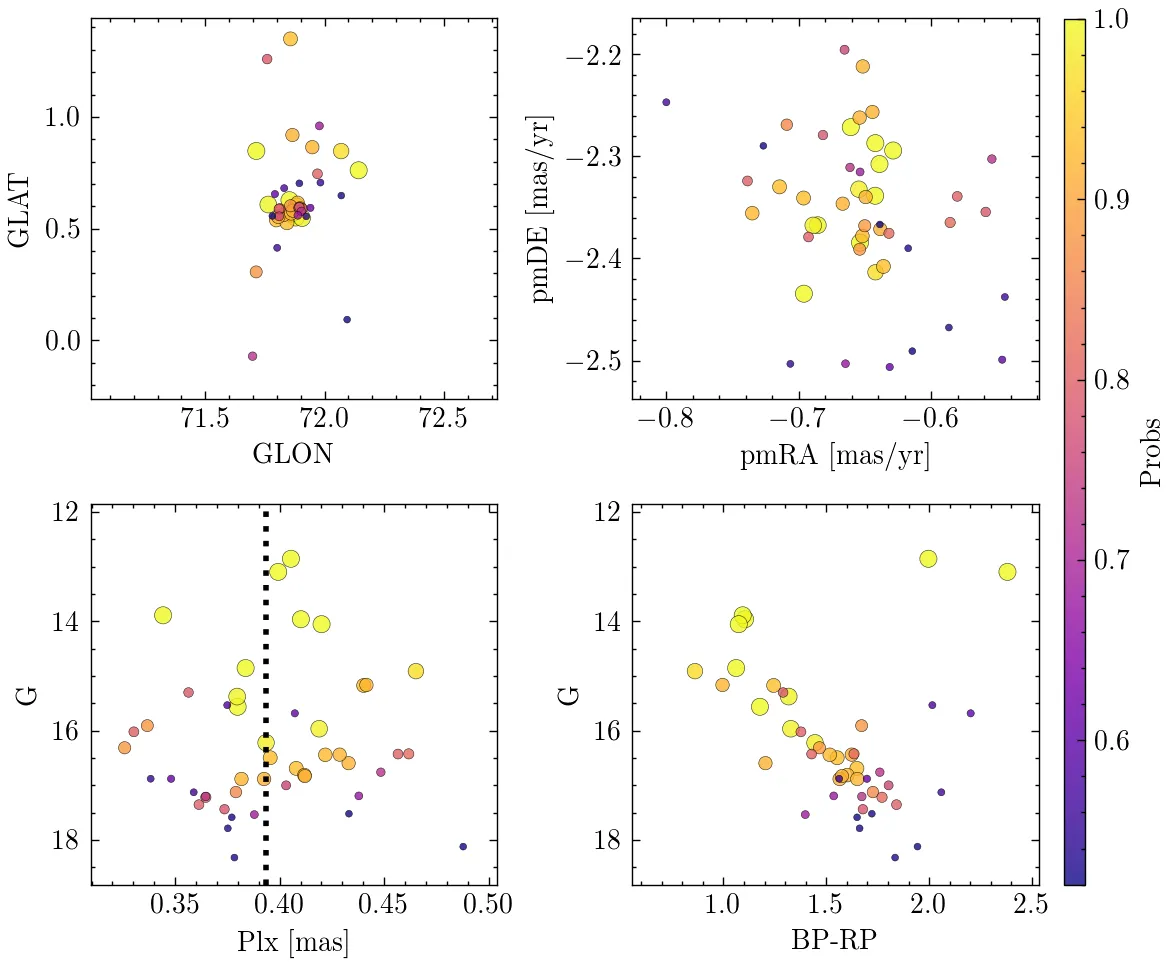 1.0
0.5
0.0
GLAT
71.5 72.0 72.5
GLON
−2.2
−2.3
−2.4
−2.5
pmDE [mas/yr]
−0.8 −0.7 −0.6
pmRA [mas/yr]
1.0
0.9
0.8
0.7
0.6
Probs
12
14
16
18
G
0.35 0.40 0.45 0.50
Plx [mas]
12
14
16
18
G
1.0 1.5 2.0 2.5
BP-RP